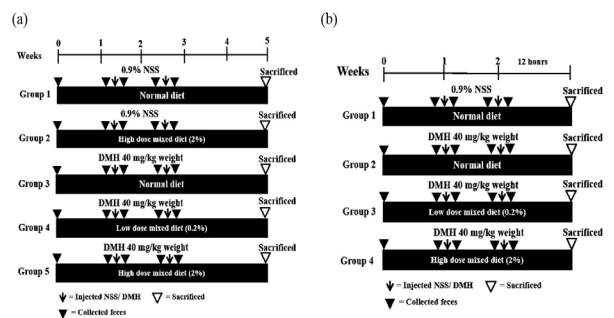 (a)
Weeks 0 1 2 3 4 5
0.9% NSS Sacrificed
Group 1 Normal diet
0.9% NSS Sacrificed
Group 2 High dose mixed diet (2%)
DMH 40 mg/kg weight Sacrificed
Group 3 Normal diet
DMH 40 mg/kg weight Sacrificed
Group 4 Low dose mixed diet (0.2%)
DMH 40 mg/kg weight Sacrificed
Group 5 High dose mixed diet (2%)
= Injected NSS/ DMH = Sacrificed
= Collected feces
(b)
Weeks 0 1 2 12 hours
0.9% NSS Sacrificed
Group 1 Normal diet
DMH 40 mg/kg weight Sacrificed
Group 2 Normal diet
DMH 40 mg/kg weight Sacrificed
Group 3 Low dose mixed diet (0.2%)
DMH 40 mg/kg weight Sacrificed
Group 4 High dose mixed diet (2%)
= Injected NSS/ DMH = Sacrificed
= Collected feces